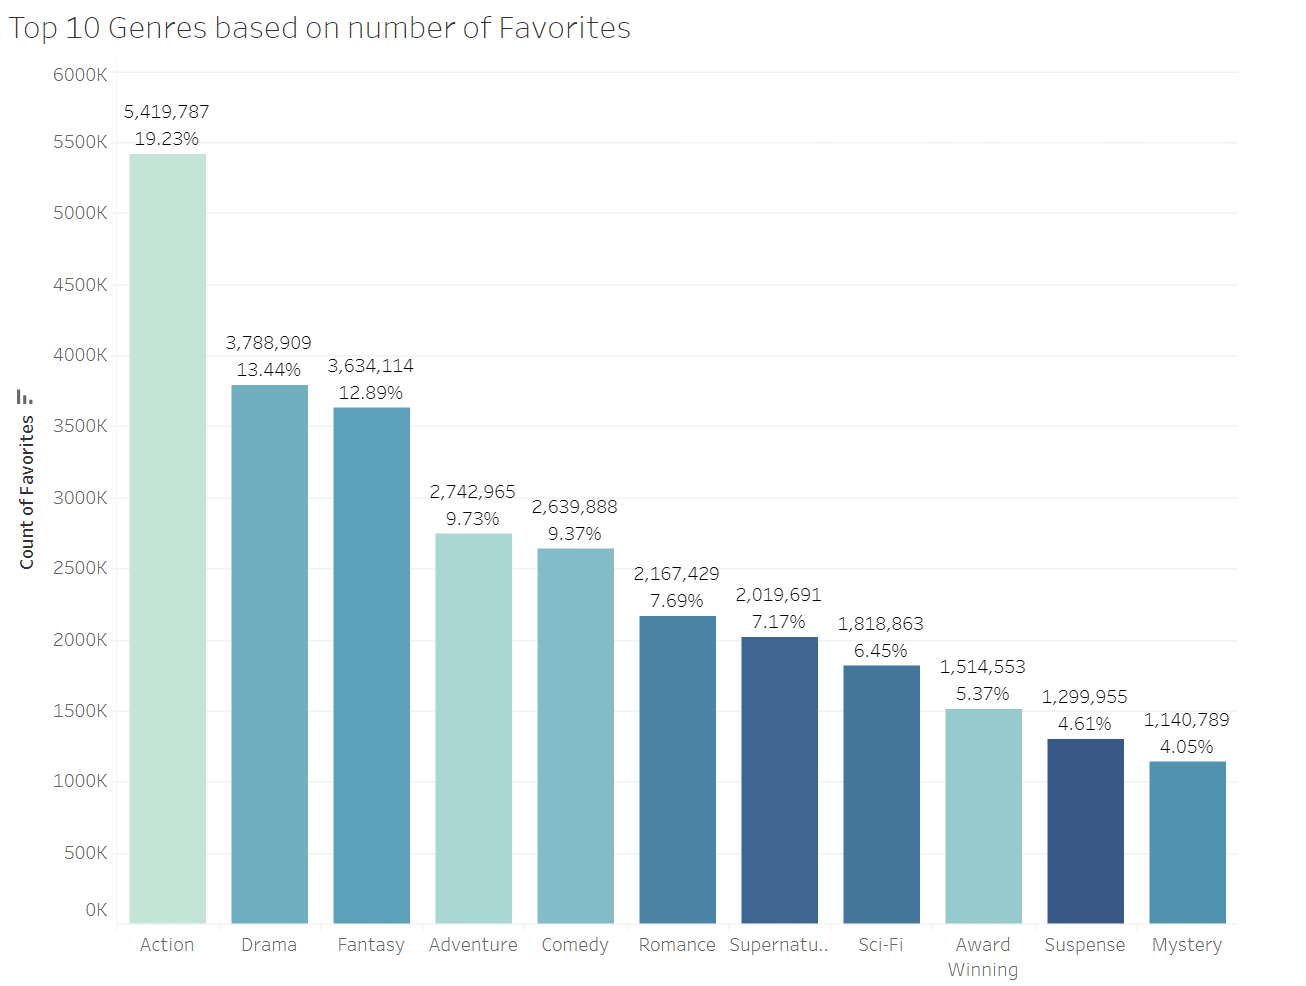 Top 10 Genres based on number of Favorites
Count of Favorites
6000K
5500K
5000K
4500K
4000K
3500K
3000K
2500K
2000K
1500K
1000K
500K
0K
5,419,787
19.23%
3,788,909
13.44%
3,634,114
12.89%
2,742,965
9.73%
2,639,888
9.37%
2,167,429
7.69%
2,019,691
7.17%
1,818,863
6.45%
1,514,553
5.37%
1,299,955
4.61%
1,140,789
4.05%
Action
Drama
Fantasy
Adventure
Comedy
Romance
Supernatu..
Sci-Fi
Award
Winning
Suspense
Mystery